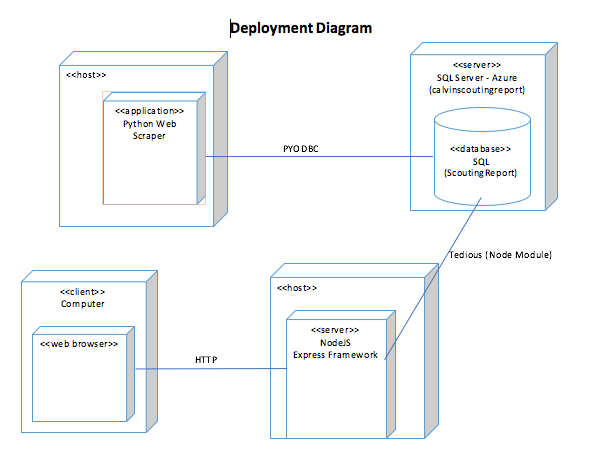 Deployment Diagram
<<host>>
<<application>>
Python Web
Scraper
PYODBC
<<server>>
SQL Server - Azure
(calvinscoutingreport)
<<database>>
SQL
(ScoutingReport)
Tedious (Node Module)
<<client>>
Computer
<<web browser>>
HTTP
<<host>>
<<server>>
NodeJS
Express Framework